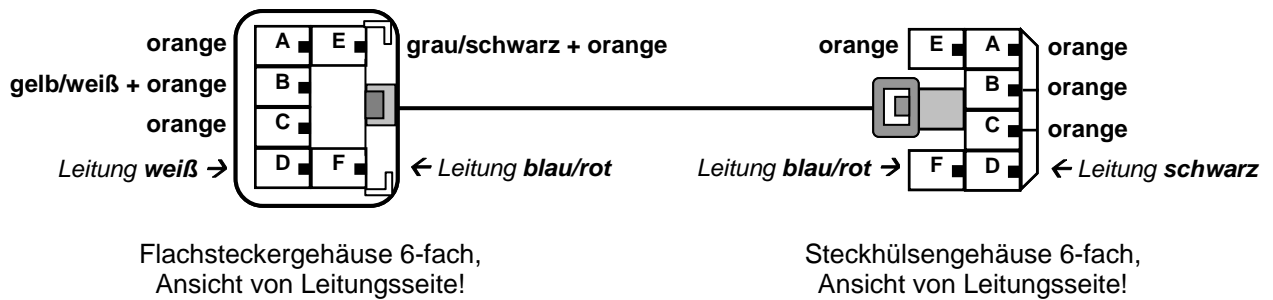 orange A E grau/schwarz + orange orange E A orange
gelb/weiß + orange B B orange
orange C C orange
Leitung weiß → D F ← Leitung blau/rot Leitung blau/rot → F D ← Leitung schwarz
Flachsteckergehäuse 6-fach, Steckhülsengehäuse 6-fach,
Ansicht von Leitungsseite! Ansicht von Leitungsseite!